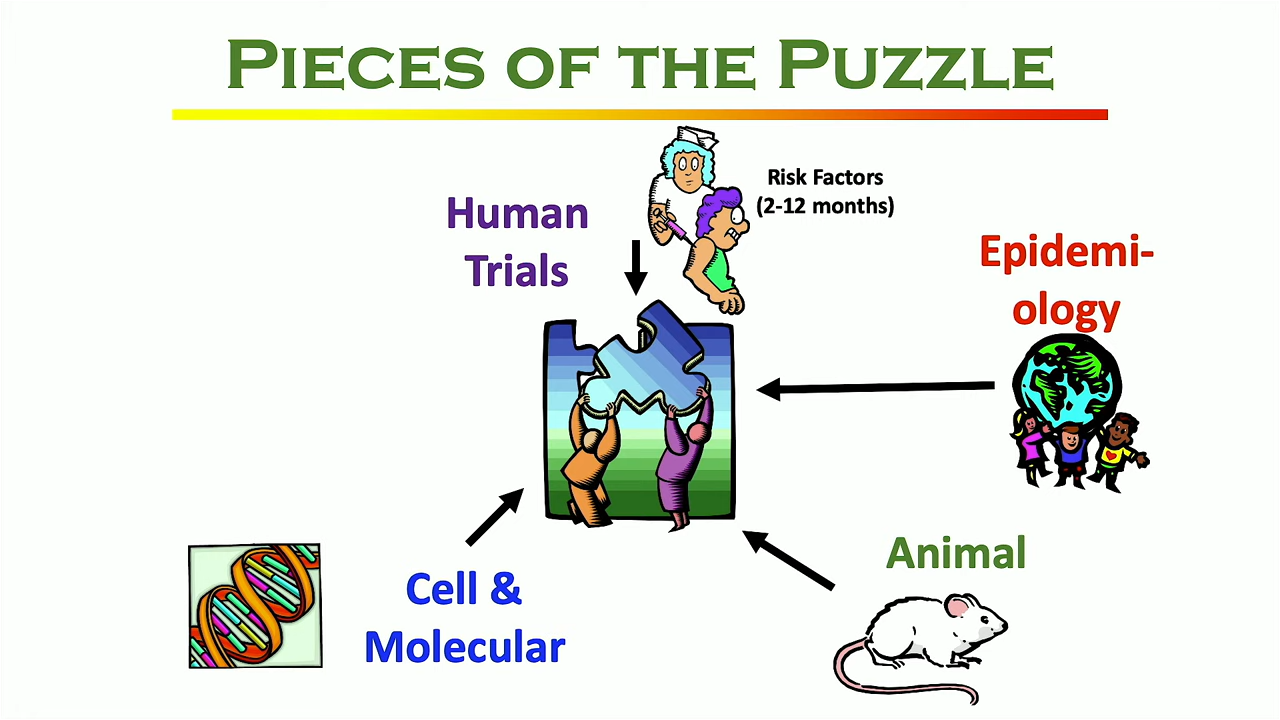 PIECES OF THE PUZZLE
Human
Trials
Risk Factors
(2-12 months)
Epidemi-
ology
Cell &
Molecular
Animal